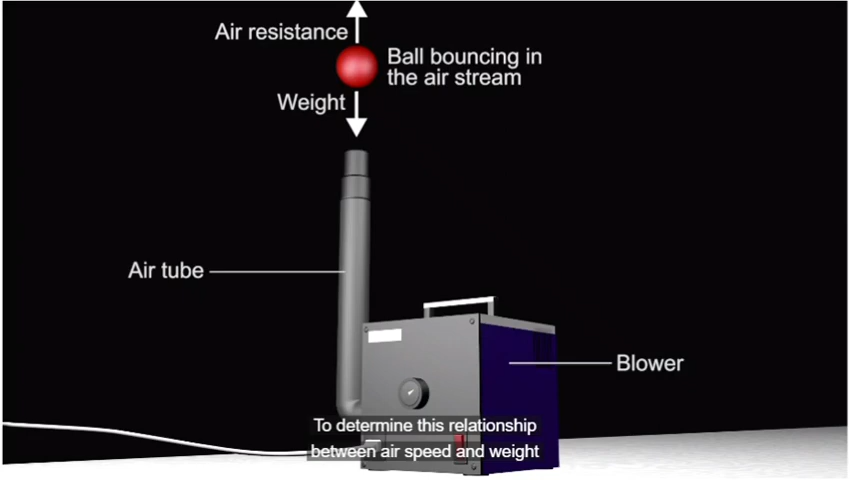 Air resistance
Ball bouncing in
the air stream
Weight
Air tube
Blower
To determine this relationship
between air speed and weight